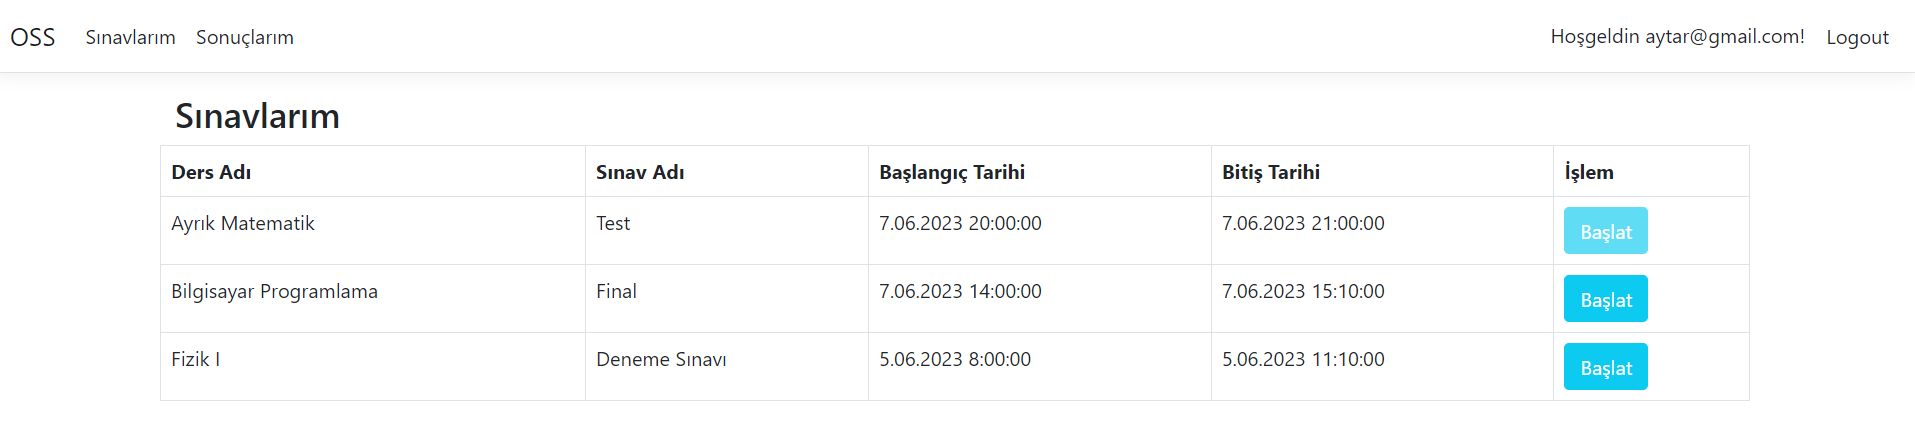 OSS Sınavlarım Sonuçlarım Hoşgeldin aytar@gmail.com! Logout
Sınavlarım
Ders Adı Sınav Adı Başlangıç Tarihi Bitiş Tarihi İşlem
Ayrık Matematik Test 7.06.2023 20:00:00 7.06.2023 21:00:00 Başlat
Bilgisayar Programlama Final 7.06.2023 14:00:00 7.06.2023 15:10:00 Başlat
Fizik I Deneme Sınavı 5.06.2023 8:00:00 5.06.2023 11:10:00 Başlat